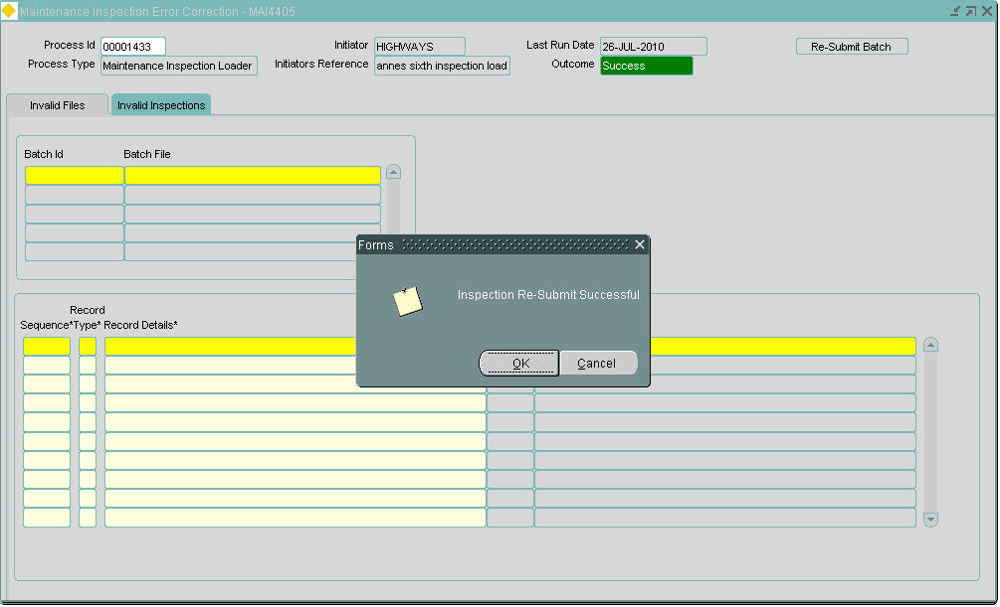 Maintenance Inspection Error Correction - MAI4405
Process Id 00001433 Initiator HIGHWAYS Last Run Date 26-JUL-2010 Re-Submit Batch
Process Type Maintenance Inspection Loader Initiators Reference annes sixth inspection load Outcome Success
Invalid Files Invalid Inspections
Batch Id Batch File
Forms
Inspection Re-Submit Successful
OK Cancel
Record
Sequence*Type* Record Details*